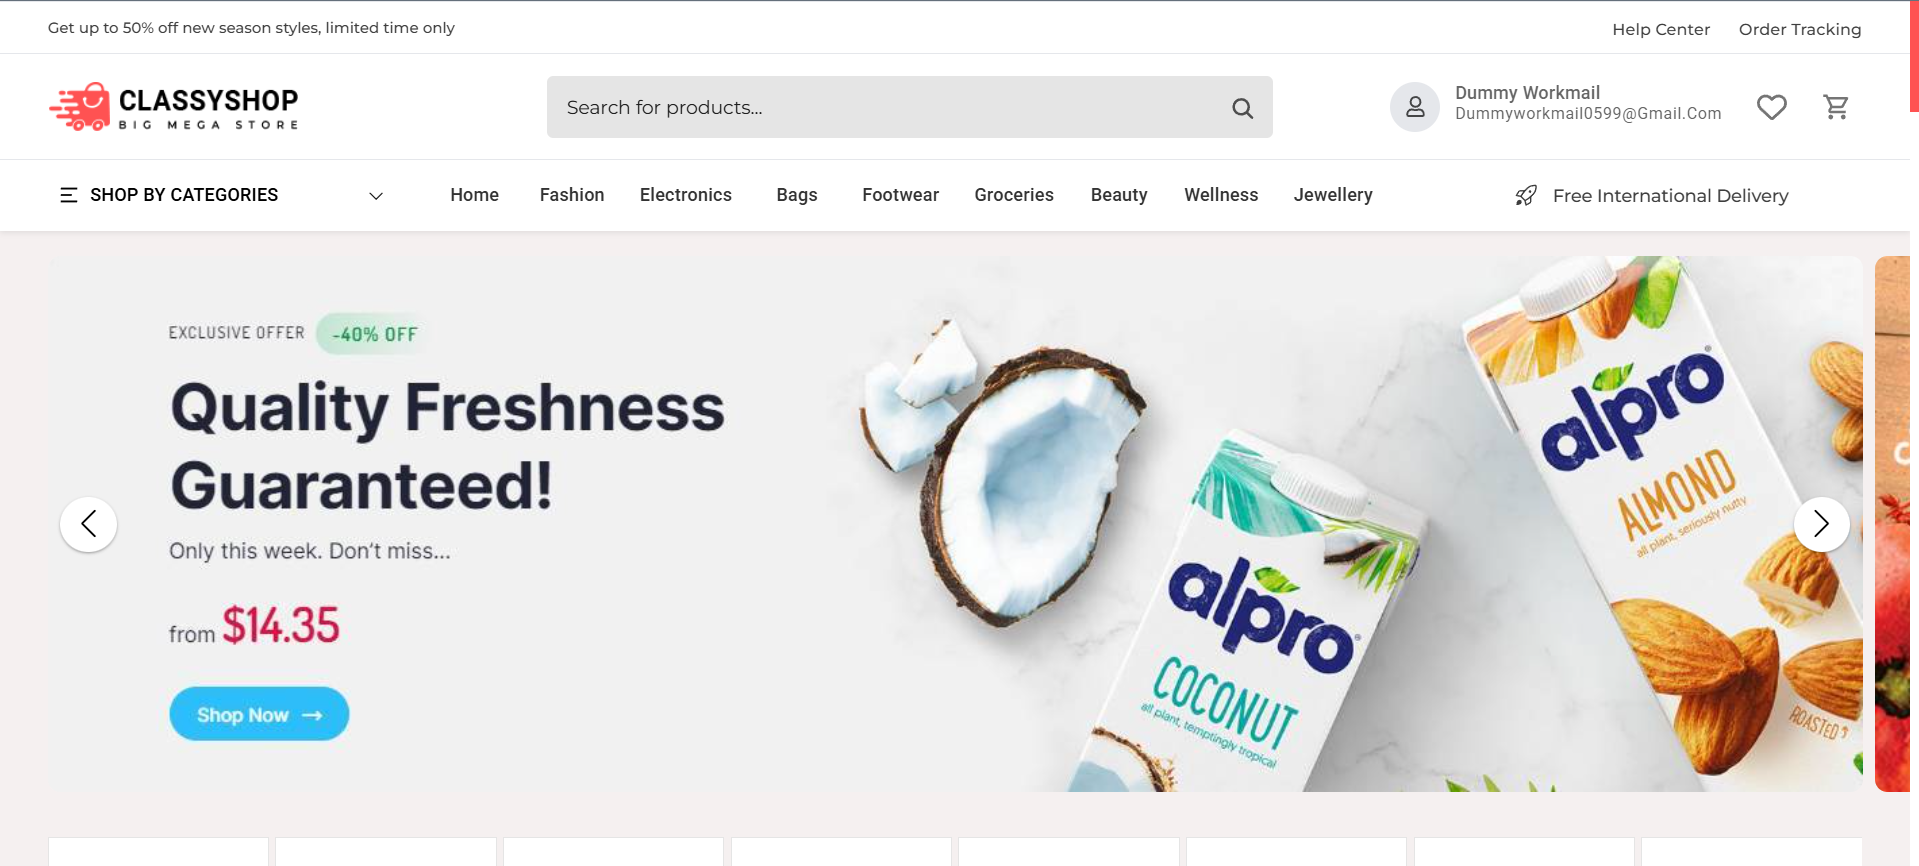 Get up to 50% off new season styles, limited time only
Help Center
Order Tracking
CLASSYSHOP
BIG MEGA STORE
Search for products...
Dummy Workmail
Dummyworkmail0599@Gmail.Com
SHOP BY CATEGORIES
Home
Fashion
Electronics
Bags
Footwear
Groceries
Beauty
Wellness
Jewellery
Free International Delivery
EXCLUSIVE OFFER
-40% OFF
Quality Freshness
Guaranteed!
Only this week. Don't miss...
from $14.35
Shop Now →
alpro®
COCONUT
all plant, temptingly tropical
alpro®
ALMOND
all plant, seriously nutty
ROASTED